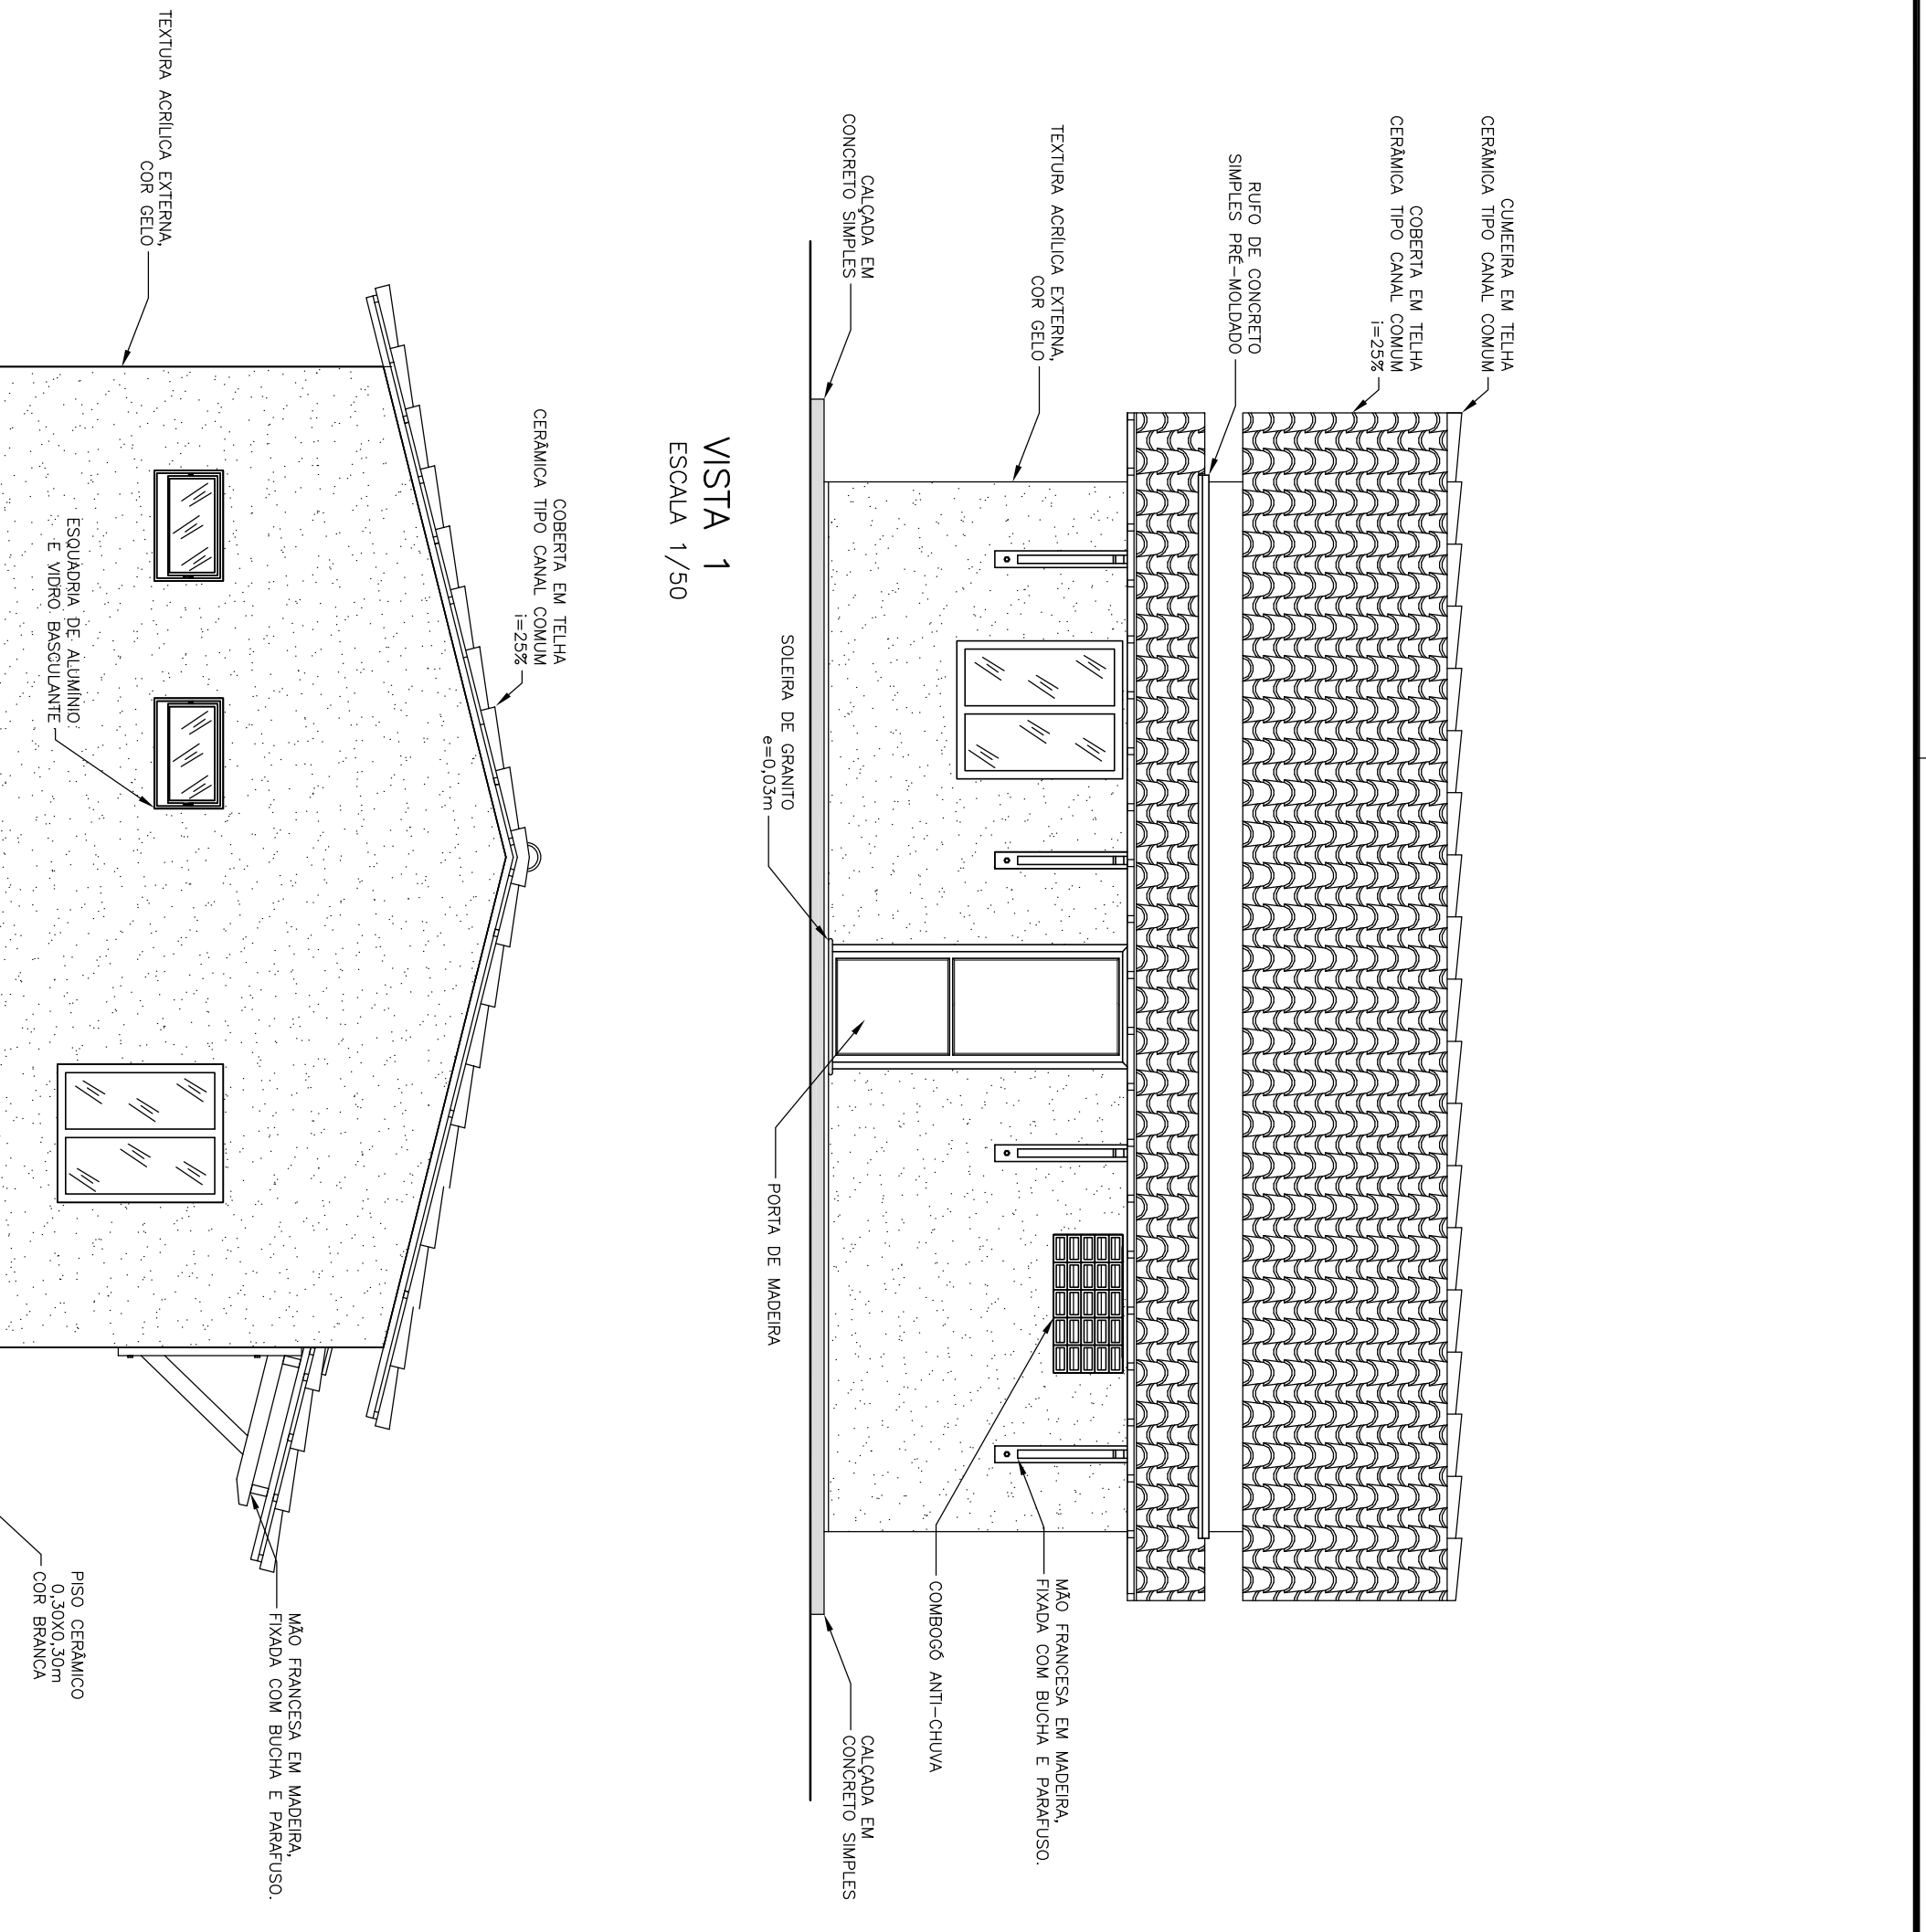 CUMEEIRA EM TELHA
CERÂMICA TIPO CANAL COMUM
COBERTA EM TELHA
CERÂMICA TIPO CANAL COMUM
i=25%
RUFO DE CONCRETO
SIMPLES PRÉ-MOLDADO
TEXTURA ACRÍLICA EXTERNA,
COR GELO
CALÇADA EM
CONCRETO SIMPLES
MÃO FRANCESA EM MADEIRA,
FIXADA COM BUCHA E PARAFUSO.
COMBOGÓ ANTI-CHUVA
CALÇADA EM
CONCRETO SIMPLES
SOLEIRA DE GRANITO
e=0,03m
PORTA DE MADEIRA
VISTA 1
ESCALA 1/50
COBERTA EM TELHA
CERÂMICA TIPO CANAL COMUM
i=25%
TEXTURA ACRÍLICA EXTERNA,
COR GELO
ESQUADRIA DE ALUMÍNIO
E VIDRO BASCULANTE
MÃO FRANCESA EM MADEIRA,
FIXADA COM BUCHA E PARAFUSO.
PISO CERÂMICO
0,30X0,30m
COR BRANCA